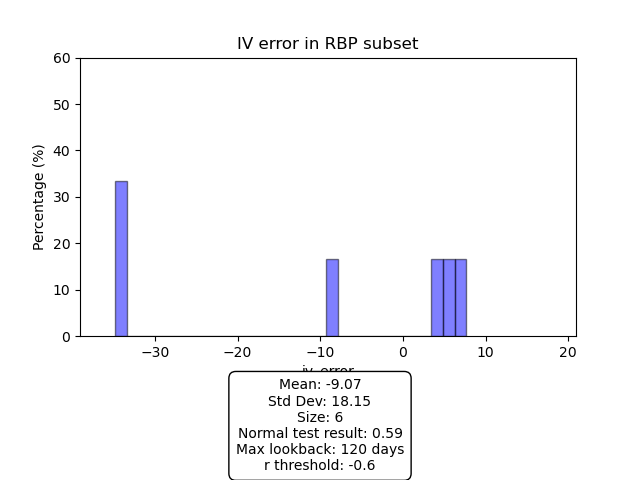 IV error in RBP subset
Percentage (%)
60
50
40
30
20
10
0
−30 −20 −10 0 10 20
iv_error
Mean: -9.07
Std Dev: 18.15
Size: 6
Normal test result: 0.59
Max lookback: 120 days
r threshold: -0.6